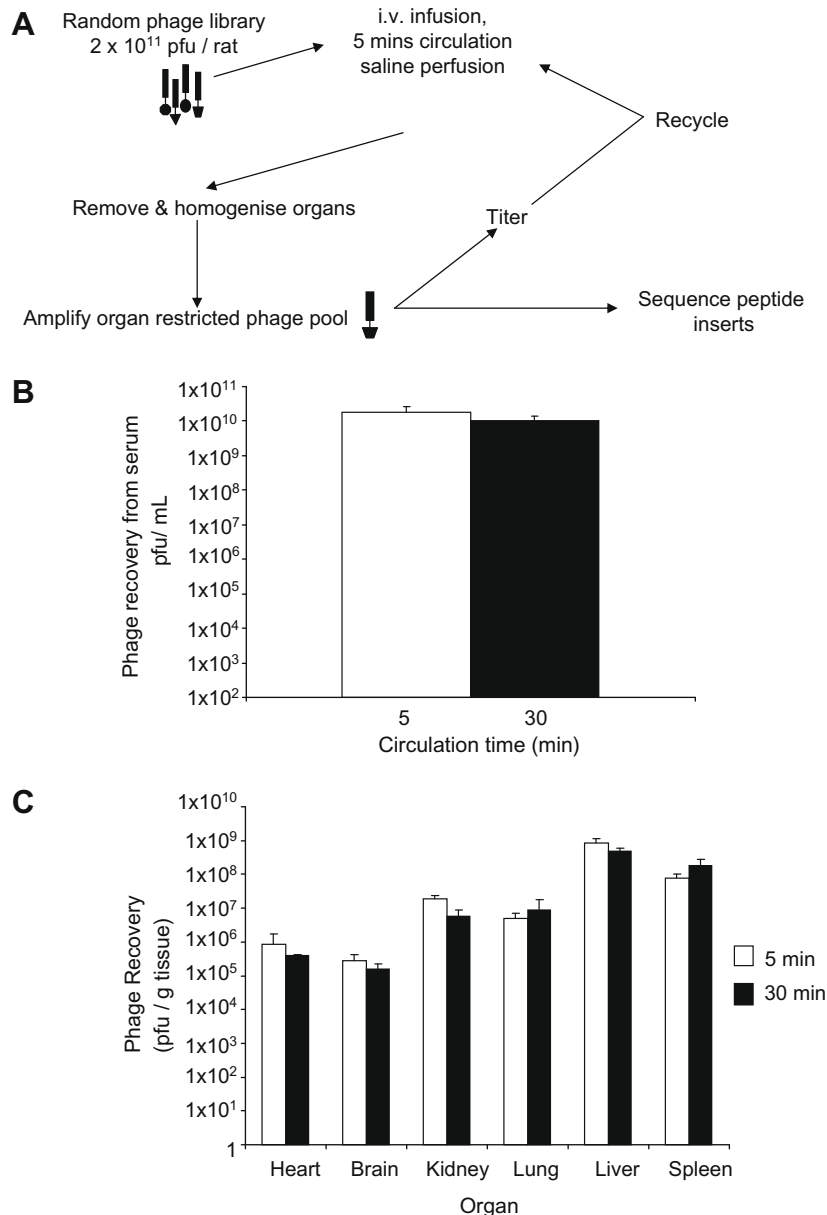 A
Random phage library
2 x 10¹¹ pfu / rat
i.v. infusion,
5 mins circulation
saline perfusion
Recycle
Remove & homogenise organs
Titer
Amplify organ restricted phage pool
Sequence peptide
inserts
B
Phage recovery from serum
pfu/ mL
1x10¹¹
1x10¹⁰
1x10⁹
1x10⁸
1x10⁷
1x10⁶
1x10⁵
1x10⁴
1x10³
1x10²
5 30
Circulation time (min)
C
Phage Recovery
(pfu / g tissue)
1x10¹⁰
1x10⁹
1x10⁸
1x10⁷
1x10⁶
1x10⁵
1x10⁴
1x10³
1x10²
1x10¹
1
5 min
30 min
Heart Brain Kidney Lung Liver Spleen
Organ